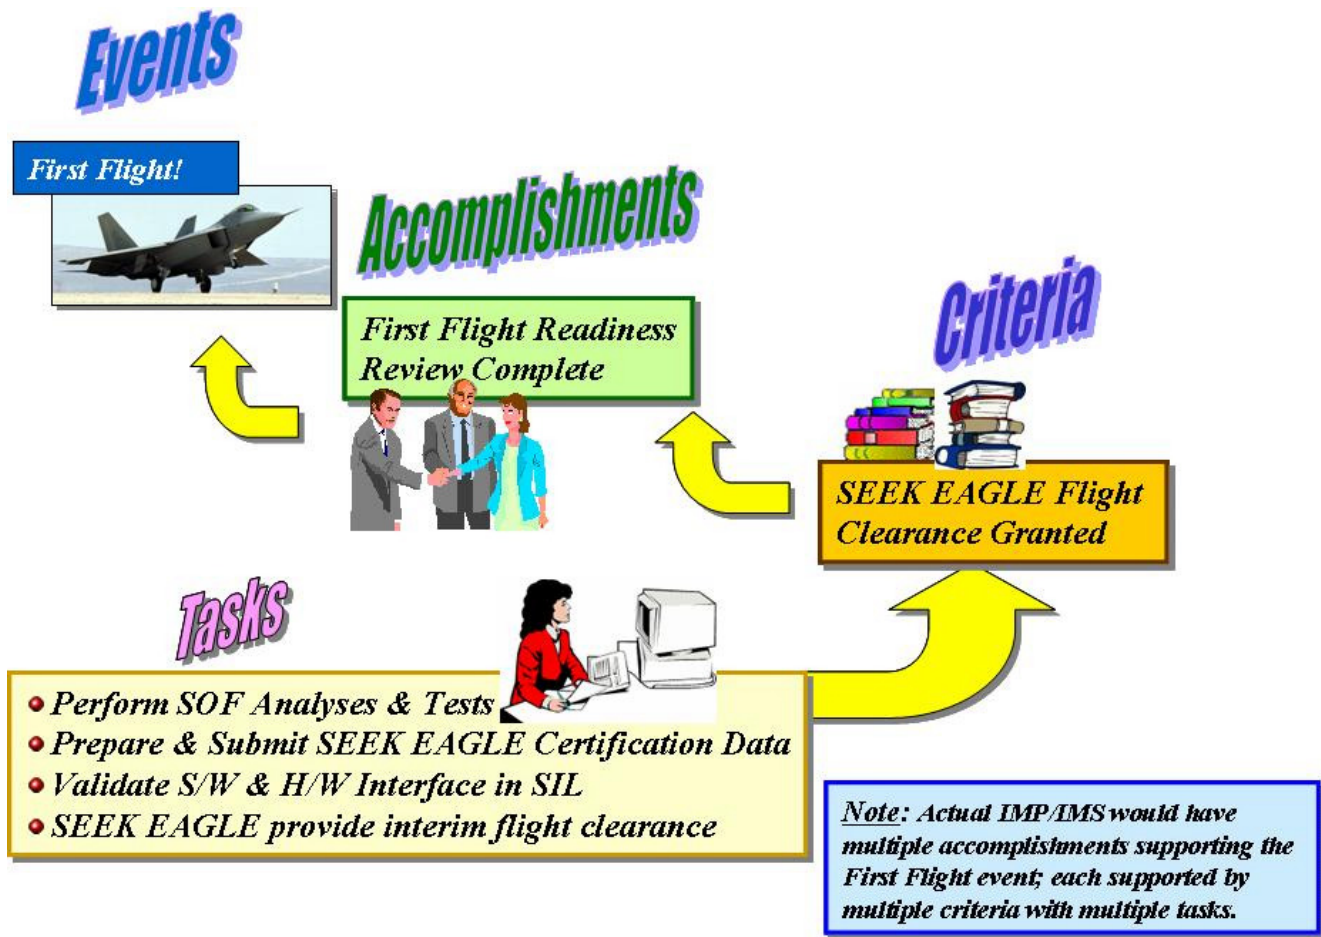 Events
First Flight!
Accomplishments
First Flight Readiness
Review Complete
Criteria
SEEK EAGLE Flight
Clearance Granted
Tasks
Perform SOF Analyses & Tests
Prepare & Submit SEEK EAGLE Certification Data
Validate S/W & H/W Interface in SIL
SEEK EAGLE provide interim flight clearance
Note: Actual IMP/IMS would have
multiple accomplishments supporting the
First Flight event; each supported by
multiple criteria with multiple tasks.